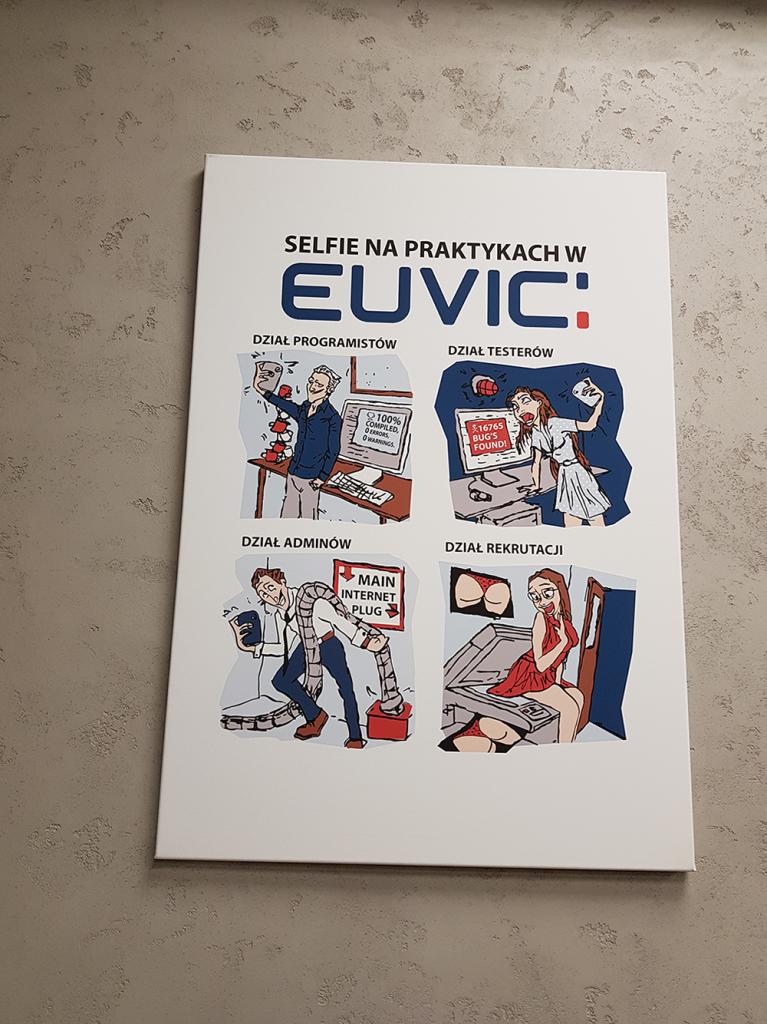 SELFIE NA PRAKTYKACH W
EUVIC
DZIAŁ PROGRAMISTÓW
100%
COMPILED,
0 ERRORS,
0 WARNINGS.
DZIAŁ TESTERÓW
16765
BUG'S
FOUND!
DZIAŁ ADMINÓW
MAIN
INTERNET
PLUG
DZIAŁ REKRUTACJI